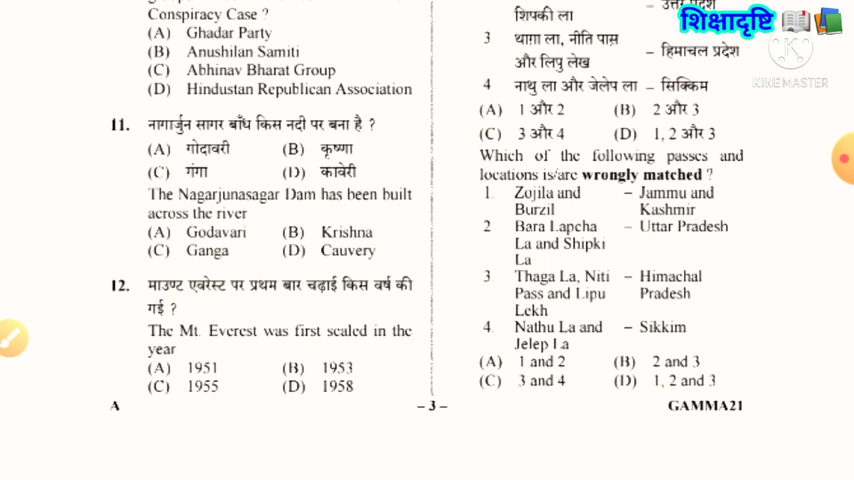 Conspiracy Case ?
(A) Ghadar Party
(B) Anushilan Samiti
(C) Abhinav Bharat Group
(D) Hindustan Republican Association
11. नागार्जुन सागर बाँध किस नदी पर बना है ?
(A) गोदावरी (B) कृष्णा
(C) गंगा (D) कावेरी
The Nagarjunasagar Dam has been built
across the river
(A) Godavari (B) Krishna
(C) Ganga (D) Cauvery
12. माउण्ट एवरेस्ट पर प्रथम बार चढ़ाई किस वर्ष की
गई ?
The Mt. Everest was first scaled in the
year
(A) 1951 (B) 1953
(C) 1955 (D) 1958
शिपकी ला – उत्तर प्रदेश
3 थाग़ा ला, नीति पास
और लिपु लेख – हिमाचल प्रदेश
4 नाथु ला और जेलेप ला – सिक्किम
(A) 1 और 2 (B) 2 और 3
(C) 3 और 4 (D) 1, 2 और 3
Which of the following passes and
locations is/are wrongly matched ?
1. Zojila and – Jammu and
Burzil Kashmir
2 Bara Lapcha – Uttar Pradesh
La and Shipki
La
3 Thaga La, Niti – Himachal
Pass and Lipu Pradesh
Lekh
4. Nathu La and – Sikkim
Jelep La
(A) 1 and 2 (B) 2 and 3
(C) 3 and 4 (D) 1, 2 and 3
A – 3 – GAMMA21
शिक्षादृष्टि
KINEMASTER